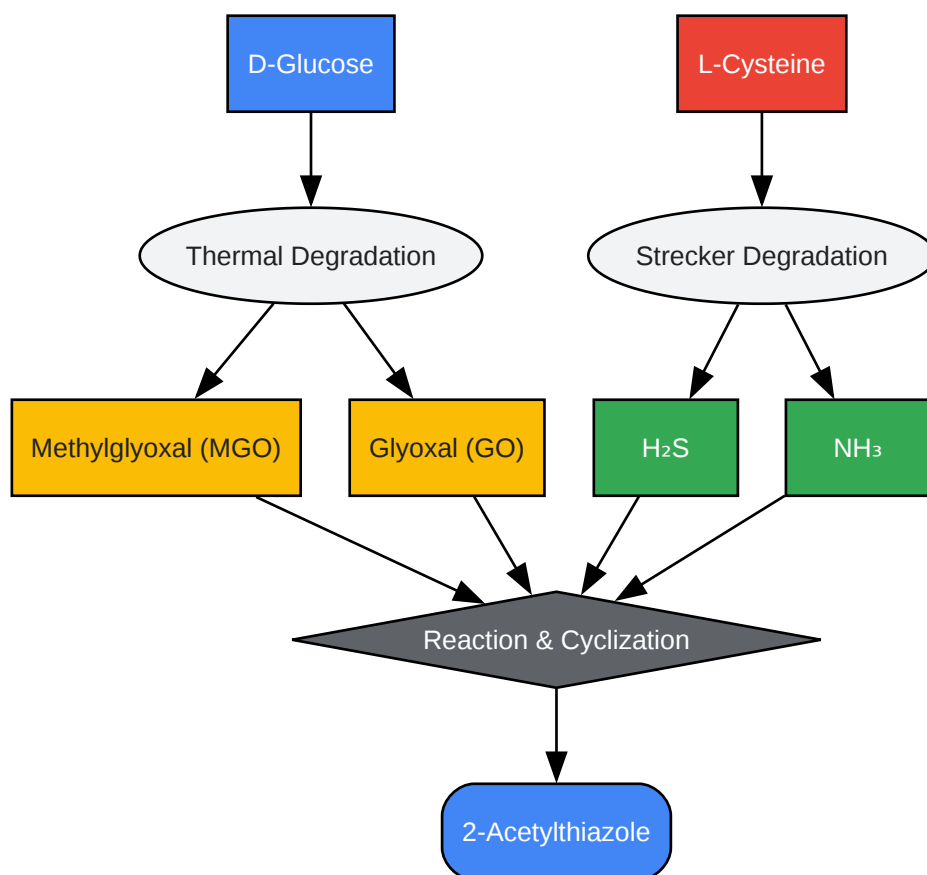 D-Glucose
L-Cysteine
Thermal Degradation
Strecker Degradation
Methylglyoxal (MGO)
Glyoxal (GO)
H₂S
NH₃
Reaction & Cyclization
2-Acetylthiazole